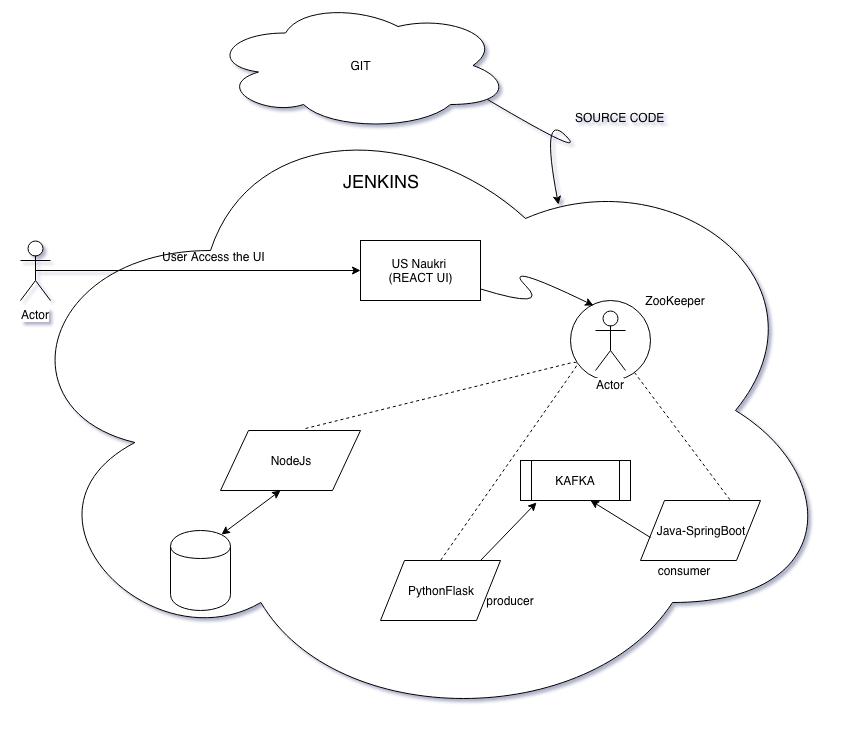 GIT
SOURCE CODE
JENKINS
User Access the UI
US Naukri
(REACT UI)
ZooKeeper
Actor
Actor
NodeJs
KAFKA
Java-SpringBoot
consumer
PythonFlask
producer